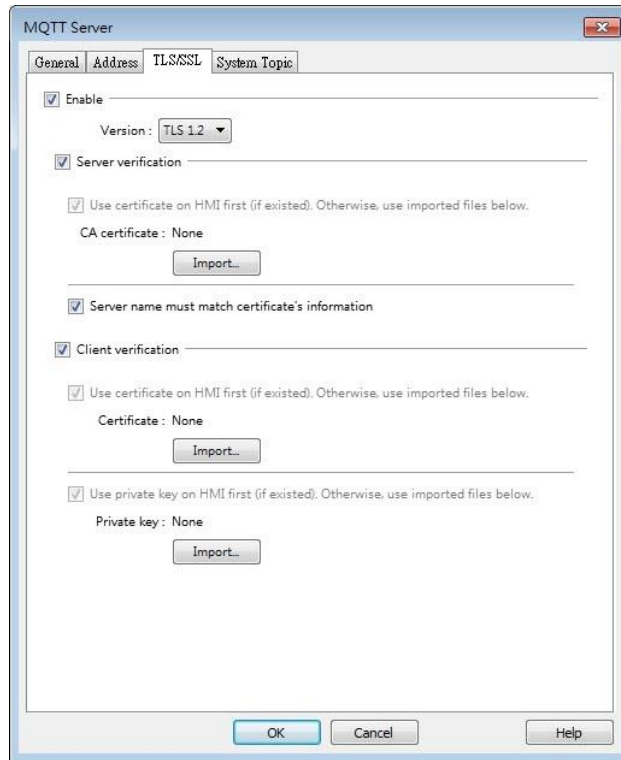 MQTT Server
General Address TLS/SSL System Topic
Enable
Version : TLS 1.2
Server verification
Use certificate on HMI first (if existed). Otherwise, use imported files below.
CA certificate : None
Import...
Server name must match certificate's information
Client verification
Use certificate on HMI first (if existed). Otherwise, use imported files below.
Certificate : None
Import...
Use private key on HMI first (if existed). Otherwise, use imported files below.
Private key : None
Import...
OK Cancel Help